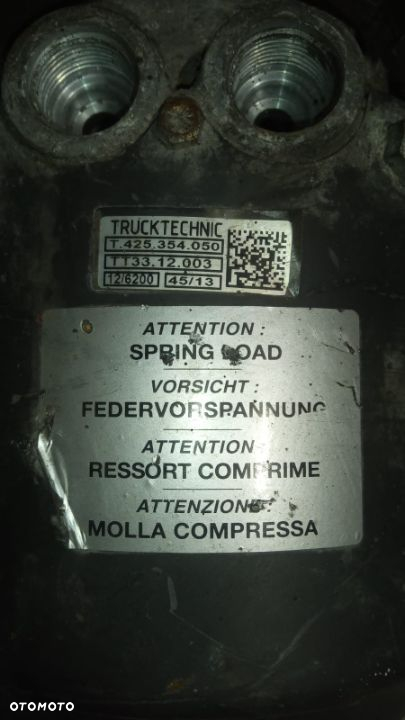 TRUCKTECHNIC
T.425.354.050
TT33.12.003
12/6200 45/13
ATTENTION :
SPRING LOAD
VORSICHT :
FEDERVORSPANNUNG
ATTENTION
RESSORT COMPRIME
ATTENZIONE :
MOLLA COMPRESSA
OTOMOTO